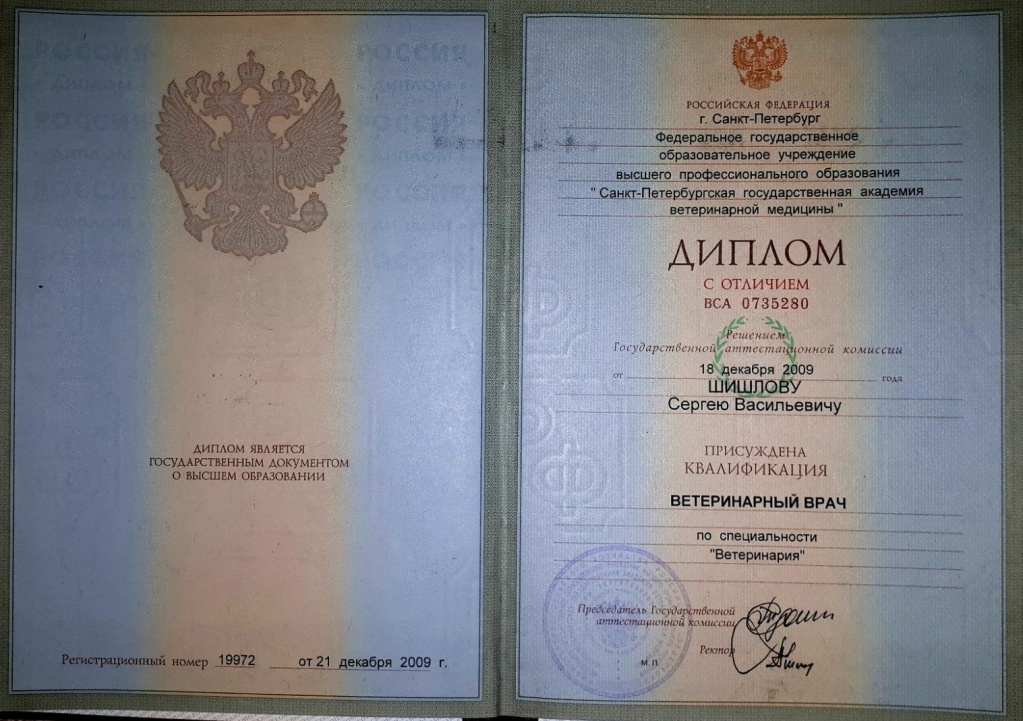 ДИПЛОМ ЯВЛЯЕТСЯ
ГОСУДАРСТВЕННЫМ ДОКУМЕНТОМ
О ВЫСШЕМ ОБРАЗОВАНИИ
Регистрационный номер 19972 от 21 декабря 2009 г.
РОССИЙСКАЯ ФЕДЕРАЦИЯ
г. Санкт-Петербург
Федеральное государственное
образовательное учреждение
высшего профессионального образования
" Санкт-Петербургская государственная академия
ветеринарной медицины "
ДИПЛОМ
С ОТЛИЧИЕМ
ВСА 0735280
Решением
Государственной аттестационной комиссии
от 18 декабря 2009 года
ШИШЛОВУ
Сергею Васильевичу
ПРИСУЖДЕНА
КВАЛИФИКАЦИЯ
ВЕТЕРИНАРНЫЙ ВРАЧ
по специальности
"Ветеринария"
Председатель Государственной
аттестационной комиссии
Ректор
м.п